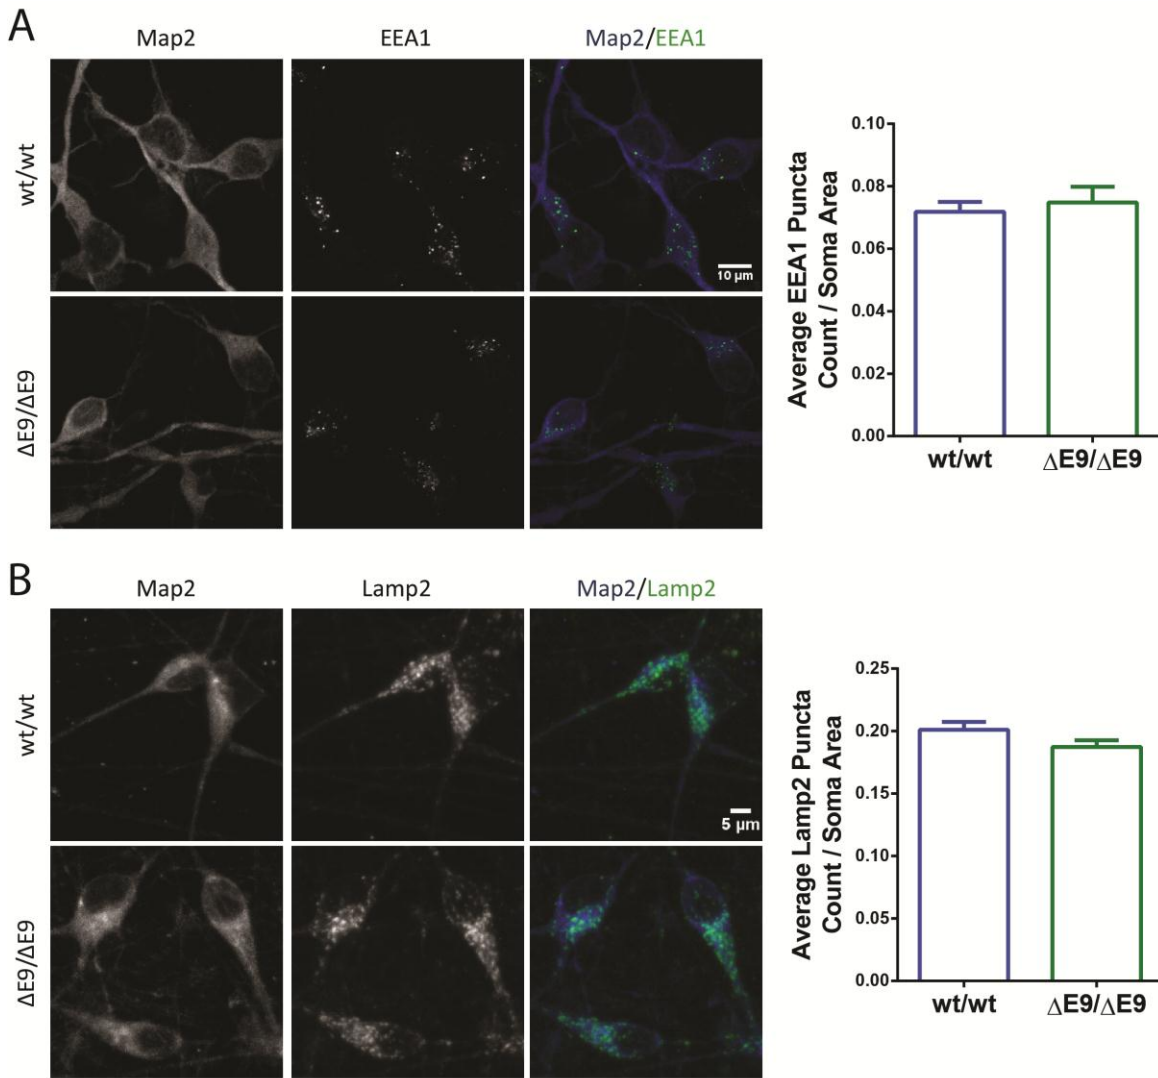 A
Map2
EEA1
Map2/EEA1
wt/wt
ΔE9/ΔE9
10 µm
Average EEA1 Puncta
Count / Soma Area
0.10
0.08
0.06
0.04
0.02
0.00
wt/wt
ΔE9/ΔE9
B
Map2
Lamp2
Map2/Lamp2
wt/wt
ΔE9/ΔE9
5 µm
Average Lamp2 Puncta
Count / Soma Area
0.25
0.20
0.15
0.10
0.05
0.00
wt/wt
ΔE9/ΔE9